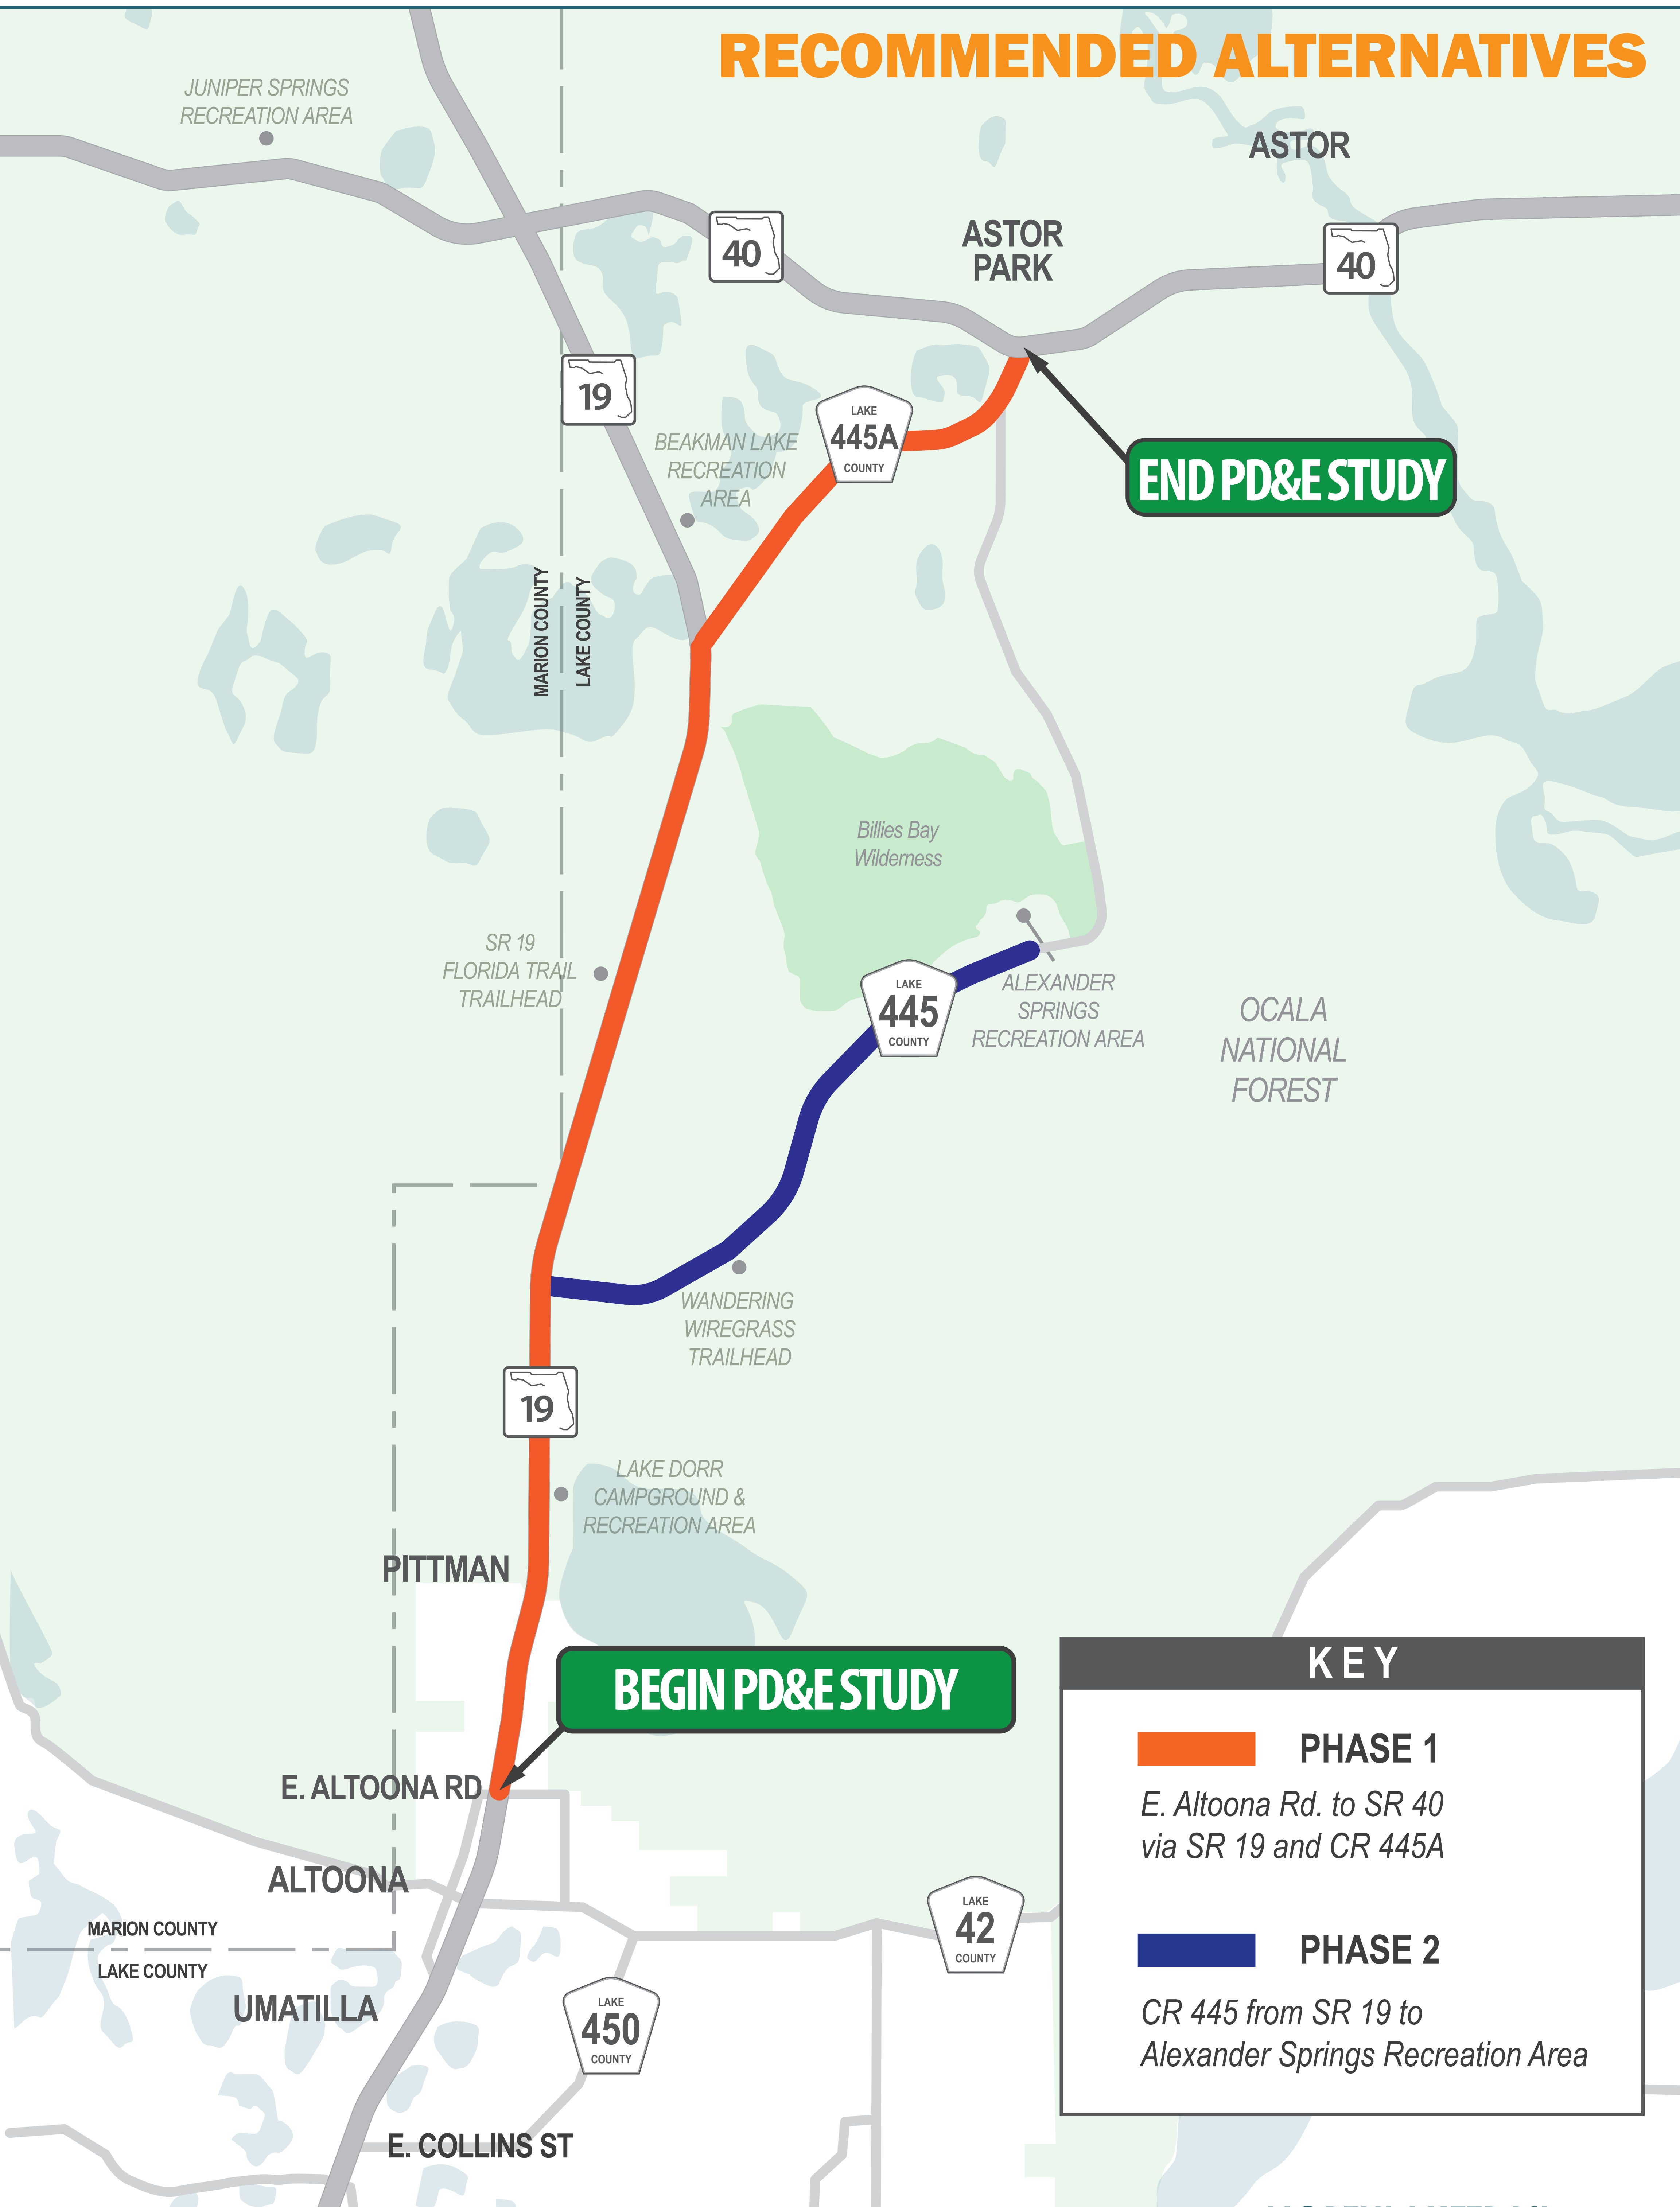 RECOMMENDED ALTERNATIVES
JUNIPER SPRINGS
RECREATION AREA
ASTOR
ASTOR
PARK
40
40
19
LAKE
445A
COUNTY
BEAKMAN LAKE
RECREATION
AREA
END PD&E STUDY
MARION COUNTY
LAKE COUNTY
Billies Bay
Wilderness
SR 19
FLORIDA TRAIL
TRAILHEAD
LAKE
445
COUNTY
ALEXANDER
SPRINGS
RECREATION AREA
OCALA
NATIONAL
FOREST
WANDERING
WIREGRASS
TRAILHEAD
19
LAKE DORR
CAMPGROUND &
RECREATION AREA
PITTMAN
BEGIN PD&E STUDY
E. ALTOONA RD
ALTOONA
MARION COUNTY
LAKE COUNTY
UMATILLA
LAKE
42
COUNTY
LAKE
450
COUNTY
E. COLLINS ST
KEY
PHASE 1
E. Altoona Rd. to SR 40
via SR 19 and CR 445A
PHASE 2
CR 445 from SR 19 to
Alexander Springs Recreation Area